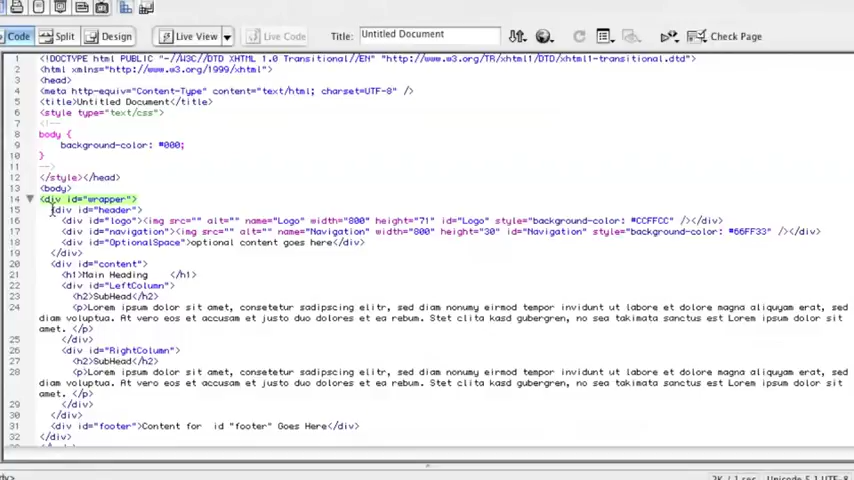 Code Split Design Live View Live Code Title: Untitled Document Check Page
1 <!DOCTYPE html PUBLIC "-//W3C//DTD XHTML 1.0 Transitional//EN" "http://www.w3.org/TR/xhtml1/DTD/xhtml1-transitional.dtd">
2 <html xmlns="http://www.w3.org/1999/xhtml">
3 <head>
4 <meta http-equiv="Content-Type" content="text/html; charset=UTF-8" />
5 <title>Untitled Document</title>
6 <style type="text/css">
7 <!--
8 body {
9 background-color: #000;
10 }
11 -->
12 </style></head>
13 <body>
14 <div id="wrapper">
15 <div id="header">
16 <div id="logo"><img src="" alt="" name="Logo" width="800" height="71" id="Logo" style="background-color: #CCFFCC" /></div>
17 <div id="navigation"><img src="" alt="" name="Navigation" width="800" height="30" id="Navigation" style="background-color: #66FF33" /></div>
18 <div id="OptionalSpace">optional content goes here</div>
19 </div>
20 <div id="content">
21 <h1>Main Heading </h1>
22 <div id="LeftColumn">
23 <h2>SubHead</h2>
24 <p>Lorem ipsum dolor sit amet, consetetur sadipscing elitr, sed diam nonumy eirmod tempor invidunt ut labore et dolore magna aliquyam erat, sed
diam voluptua. At vero eos et accusam et justo duo dolores et ea rebum. Stet clita kasd gubergren, no sea takimata sanctus est Lorem ipsum dolor sit
amet. </p>
25 </div>
26 <div id="RightColumn">
27 <h2>SubHead</h2>
28 <p>Lorem ipsum dolor sit amet, consetetur sadipscing elitr, sed diam nonumy eirmod tempor invidunt ut labore et dolore magna aliquyam erat, sed
diam voluptua. At vero eos et accusam et justo duo dolores et ea rebum. Stet clita kasd gubergren, no sea takimata sanctus est Lorem ipsum dolor sit
amet. </p>
29 </div>
30 </div>
31 <div id="footer">Content for id "footer" Goes Here</div>
32 </div>
2K / 1 sec Unicode 5.1 UTF-8